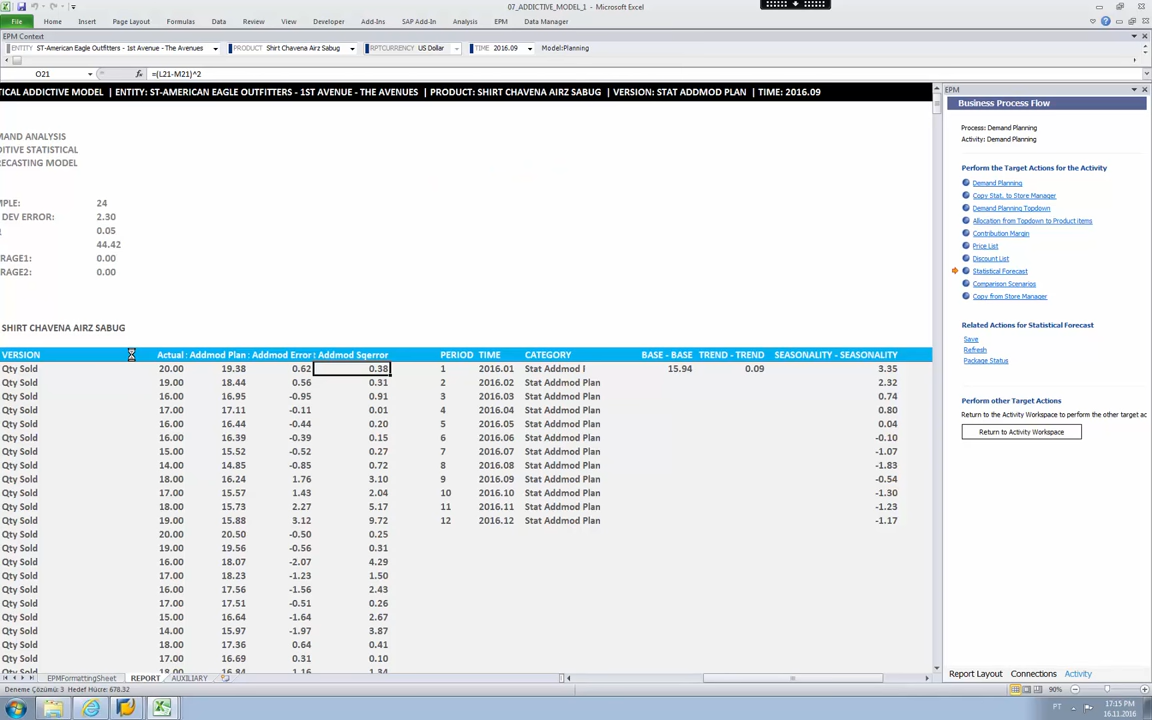 07_ADDICTIVE_MODEL_1 - Microsoft Excel
File Home Insert Page Layout Formulas Data Review View Developer Add-Ins SAP Add-In Analysis EPM Data Manager
EPM Context
ENTITY ST-American Eagle Outfitters - 1st Avenue - The Avenues PRODUCT Shirt Chavena Airz Sabug RPTCURRENCY US Dollar TIME 2016.09 Model:Planning
O21 fx =(L21-M21)^2
TICAL ADDICTIVE MODEL | ENTITY: ST-AMERICAN EAGLE OUTFITTERS - 1ST AVENUE - THE AVENUES | PRODUCT: SHIRT CHAVENA AIRZ SABUG | VERSION: STAT ADDMOD PLAN | TIME: 2016.09
MAND ANALYSIS
DITIVE STATISTICAL
RECASTING MODEL
MPLE: 24
DEV ERROR: 2.30
0.05
44.42
RAGE1: 0.00
RAGE2: 0.00
SHIRT CHAVENA AIRZ SABUG
VERSION Actual Addmod Plan Addmod Error Addmod Sqerror PERIOD TIME CATEGORY BASE - BASE TREND - TREND SEASONALITY - SEASONALITY
Qty Sold 20.00 19.38 0.62 0.38 1 2016.01 Stat Addmod 15.94 0.09 3.35
Qty Sold 19.00 18.44 0.56 0.31 2 2016.02 Stat Addmod Plan 2.32
Qty Sold 16.00 16.95 -0.95 0.91 3 2016.03 Stat Addmod Plan 0.74
Qty Sold 17.00 17.11 -0.11 0.01 4 2016.04 Stat Addmod Plan 0.80
Qty Sold 16.00 16.44 -0.44 0.20 5 2016.05 Stat Addmod Plan 0.04
Qty Sold 16.00 16.39 -0.39 0.15 6 2016.06 Stat Addmod Plan -0.10
Qty Sold 15.00 15.52 -0.52 0.27 7 2016.07 Stat Addmod Plan -1.07
Qty Sold 14.00 14.85 -0.85 0.72 8 2016.08 Stat Addmod Plan -1.83
Qty Sold 18.00 16.24 1.76 3.10 9 2016.09 Stat Addmod Plan -0.54
Qty Sold 17.00 15.57 1.43 2.04 10 2016.10 Stat Addmod Plan -1.30
Qty Sold 18.00 15.73 2.27 5.17 11 2016.11 Stat Addmod Plan -1.23
Qty Sold 19.00 15.88 3.12 9.72 12 2016.12 Stat Addmod Plan -1.17
Qty Sold 20.00 20.50 -0.50 0.25
Qty Sold 19.00 19.56 -0.56 0.31
Qty Sold 16.00 18.07 -2.07 4.29
Qty Sold 17.00 18.23 -1.23 1.50
Qty Sold 16.00 17.56 -1.56 2.43
Qty Sold 17.00 17.51 -0.51 0.26
Qty Sold 15.00 16.64 -1.64 2.67
Qty Sold 14.00 15.97 -1.97 3.87
Qty Sold 18.00 17.36 0.64 0.41
Qty Sold 17.00 16.69 0.31 0.10
Qty Sold 18.00 16.84 1.16 1.34
EPMFormattingSheet REPORT AUXILIARY
Deneme Çözümü: 3 Hedef Hücre: 678.32
90%
EPM
Business Process Flow
Process: Demand Planning
Activity: Demand Planning
Perform the Target Actions for the Activity
Demand Planning
Copy Stat. to Store Manager
Demand Planning Topdown
Allocation from Topdown to Product items
Contribution Margin
Price List
Discount List
Statistical Forecast
Comparison Scenarios
Copy from Store Manager
Related Actions for Statistical Forecast
Save
Refresh
Package Status
Perform other Target Actions
Return to the Activity Workspace to perform the other target ac
Return to Activity Workspace
Report Layout Connections Activity
PT 17:15 PM
16.11.2016